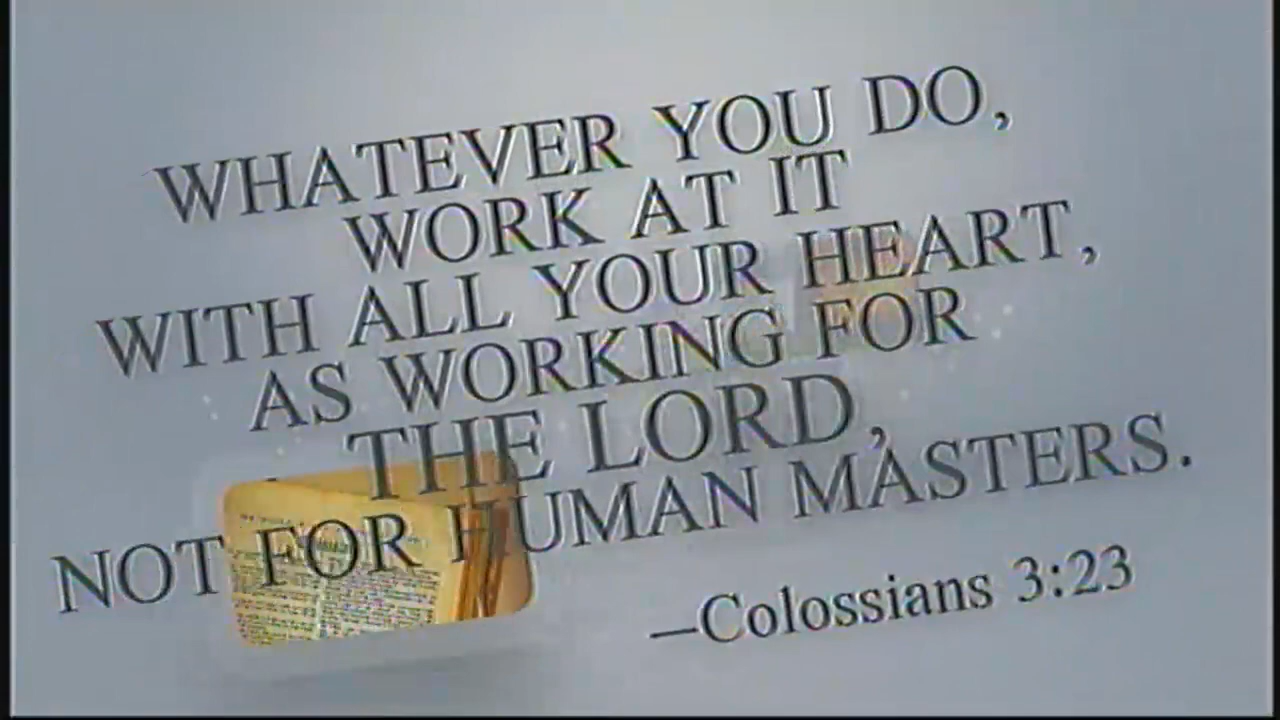 WHATEVER YOU DO,
WORK AT IT
WITH ALL YOUR HEART,
AS WORKING FOR
THE LORD,
NOT FOR HUMAN MASTERS.
—Colossians 3:23